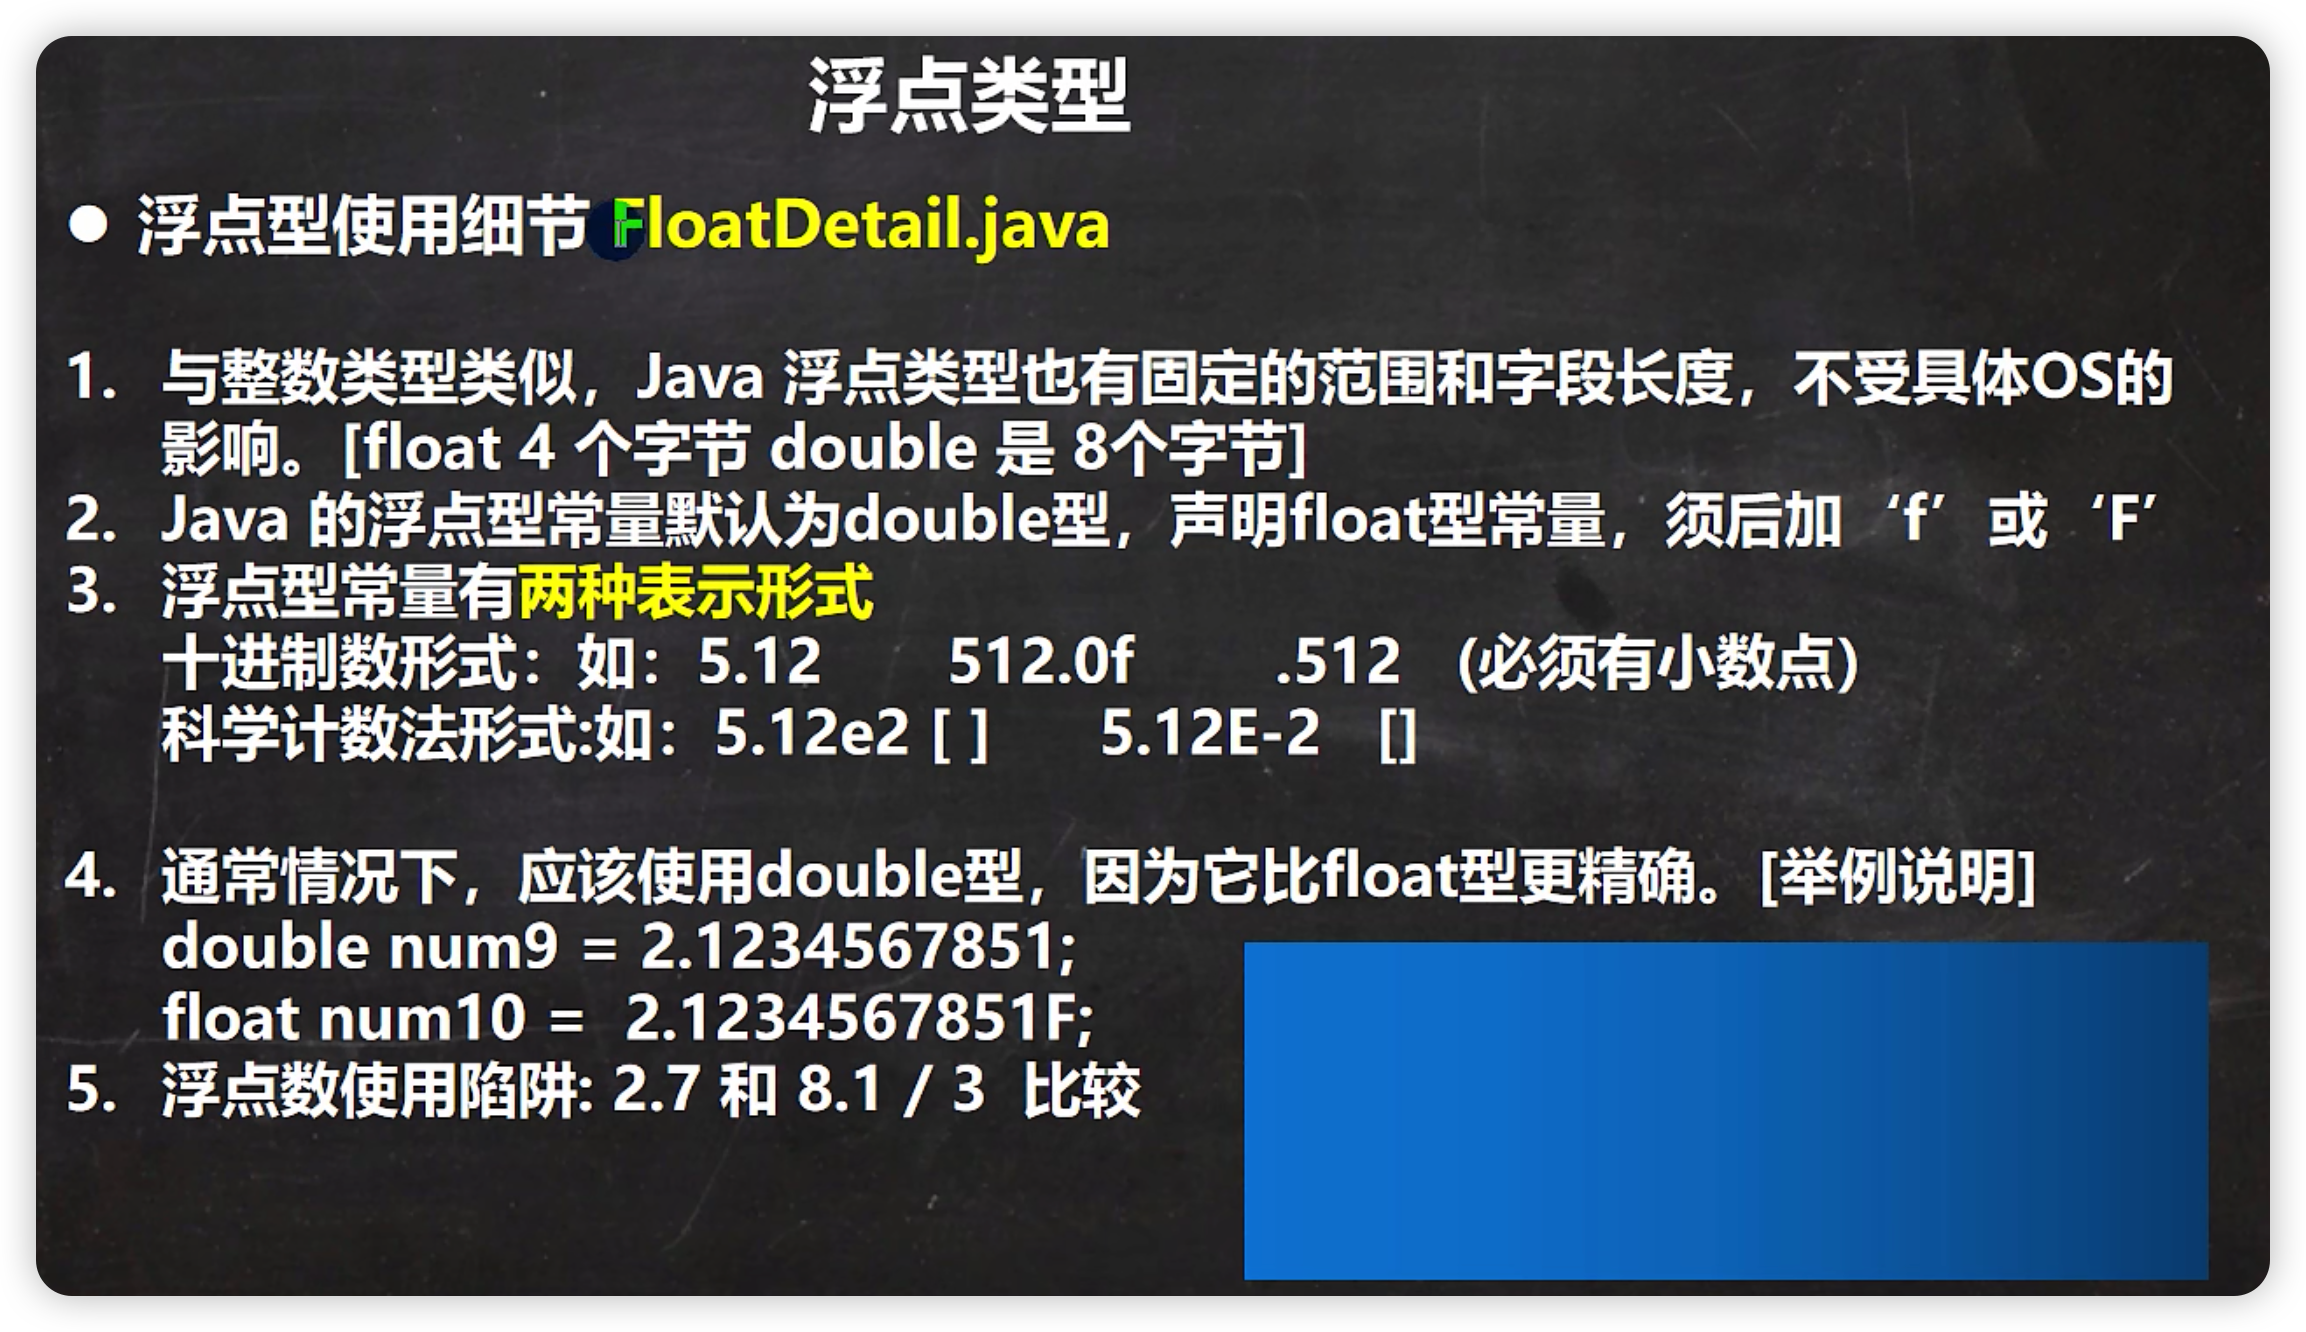 浮点类型
● 浮点型使用细节 FloatDetail.java
1. 与整数类型类似，Java 浮点类型也有固定的范围和字段长度，不受具体OS的
影响。[float 4 个字节 double 是 8个字节]
2. Java 的浮点型常量默认为double型，声明float型常量，须后加‘f’或‘F’
3. 浮点型常量有两种表示形式
十进制数形式：如：5.12 512.0f .512 (必须有小数点）
科学计数法形式:如：5.12e2 [ ] 5.12E-2 []
4. 通常情况下，应该使用double型，因为它比float型更精确。[举例说明]
double num9 = 2.1234567851;
float num10 = 2.1234567851F;
5. 浮点数使用陷阱: 2.7 和 8.1 / 3 比较